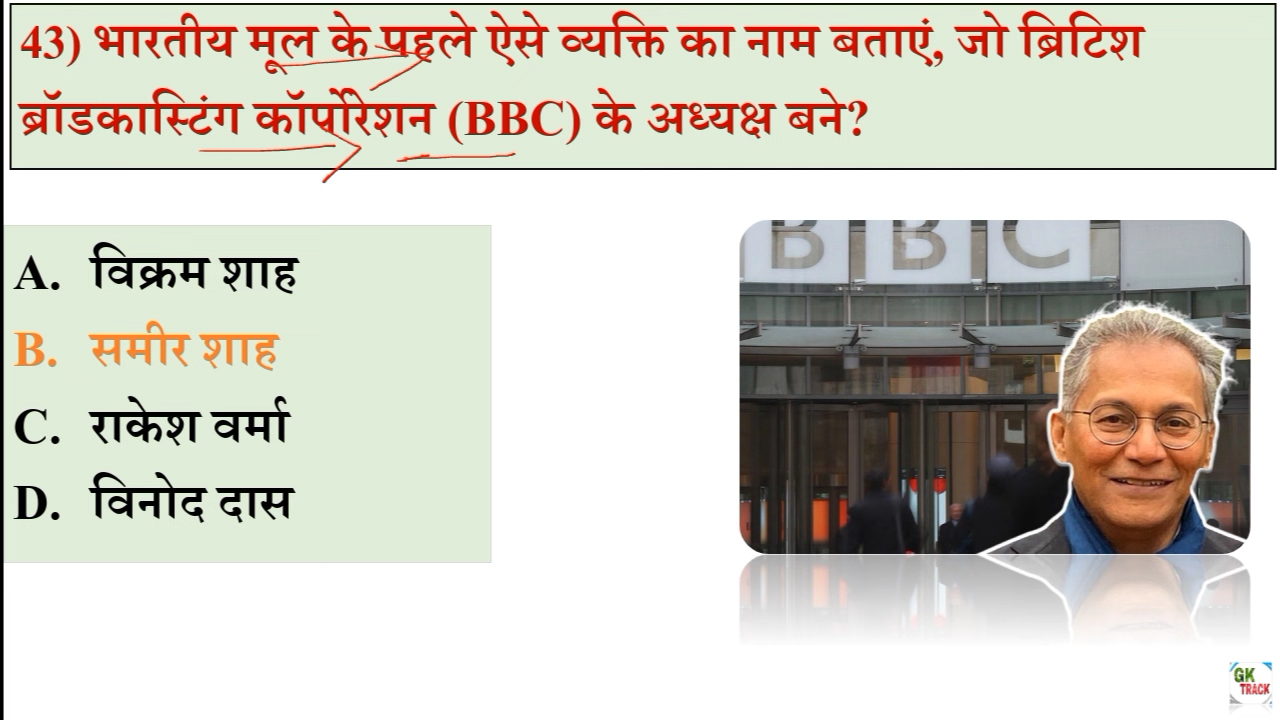 43) भारतीय मूल के पहले ऐसे व्यक्ति का नाम बताएं, जो ब्रिटिश
ब्रॉडकास्टिंग कॉर्पोरेशन (BBC) के अध्यक्ष बने?
BBC
A. विक्रम शाह
B. समीर शाह
C. राकेश वर्मा
D. विनोद दास
GK
TRACK